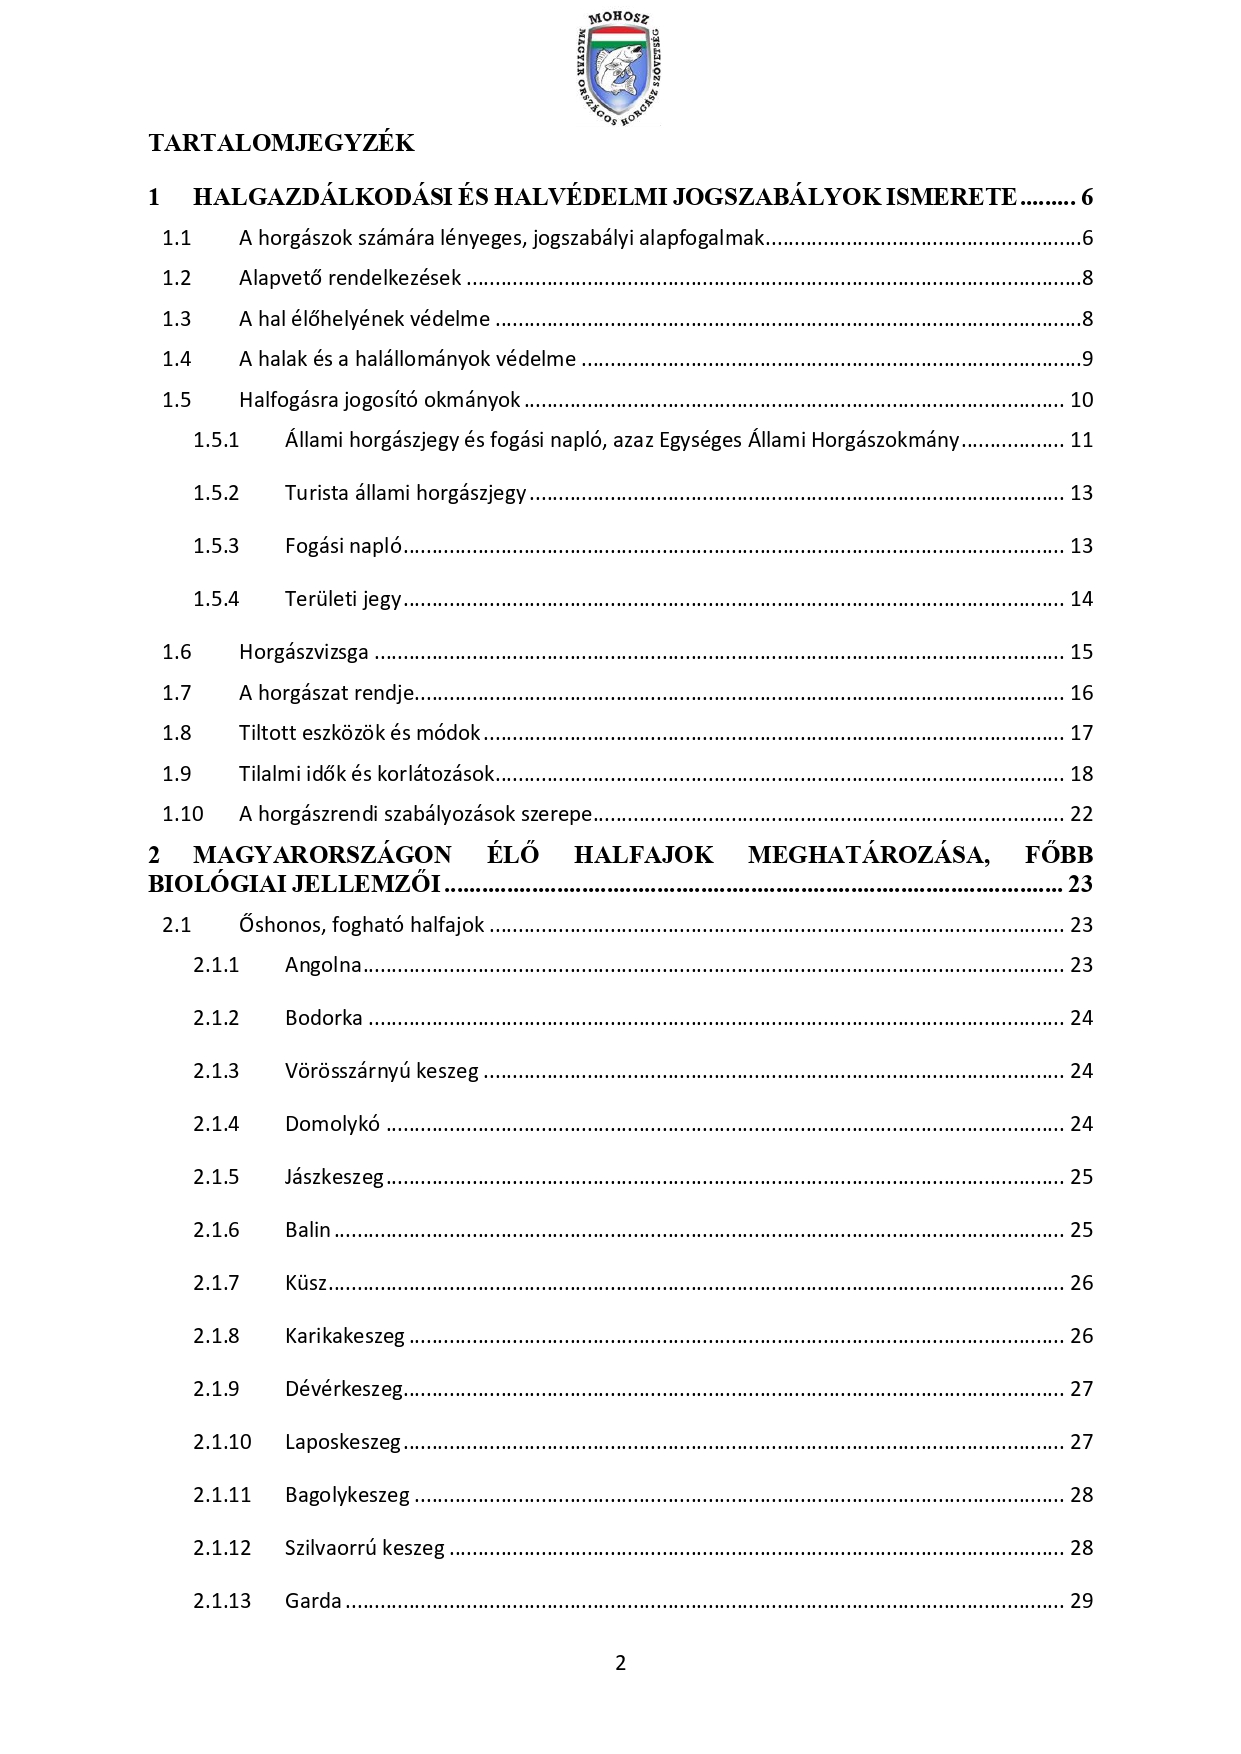 MOHOSZ
MAGYAR ORSZÁGOS HORGÁSZ SZÖVETSÉG
TARTALOMJEGYZÉK
1 HALGAZDÁLKODÁSI ÉS HALVÉDELMI JOGSZABÁLYOK ISMERETE ......... 6
1.1 A horgászok számára lényeges, jogszabályi alapfogalmak ......... 6
1.2 Alapvető rendelkezések ......... 8
1.3 A hal élőhelyének védelme ......... 8
1.4 A halak és a halállományok védelme ......... 9
1.5 Halfogásra jogosító okmányok ......... 10
1.5.1 Állami horgászjegy és fogási napló, azaz Egységes Állami Horgászokmány ......... 11
1.5.2 Turista állami horgászjegy ......... 13
1.5.3 Fogási napló ......... 13
1.5.4 Területi jegy ......... 14
1.6 Horgászvizsga ......... 15
1.7 A horgászat rendje ......... 16
1.8 Tiltott eszközök és módok ......... 17
1.9 Tilalmi idők és korlátozások ......... 18
1.10 A horgászrendi szabályozások szerepe ......... 22
2 MAGYARORSZÁGON ÉLŐ HALFAJOK MEGHATÁROZÁSA, FŐBB
BIOLÓGIAI JELLEMZŐI ......... 23
2.1 Őshonos, fogható halfajok ......... 23
2.1.1 Angolna ......... 23
2.1.2 Bodorka ......... 24
2.1.3 Vörösszárnyú keszeg ......... 24
2.1.4 Domolykó ......... 24
2.1.5 Jászkeszeg ......... 25
2.1.6 Balin ......... 25
2.1.7 Küsz ......... 26
2.1.8 Karikakeszeg ......... 26
2.1.9 Dévérkeszeg ......... 27
2.1.10 Laposkeszeg ......... 27
2.1.11 Bagolykeszeg ......... 28
2.1.12 Szilvaorrú keszeg ......... 28
2.1.13 Garda ......... 29
2